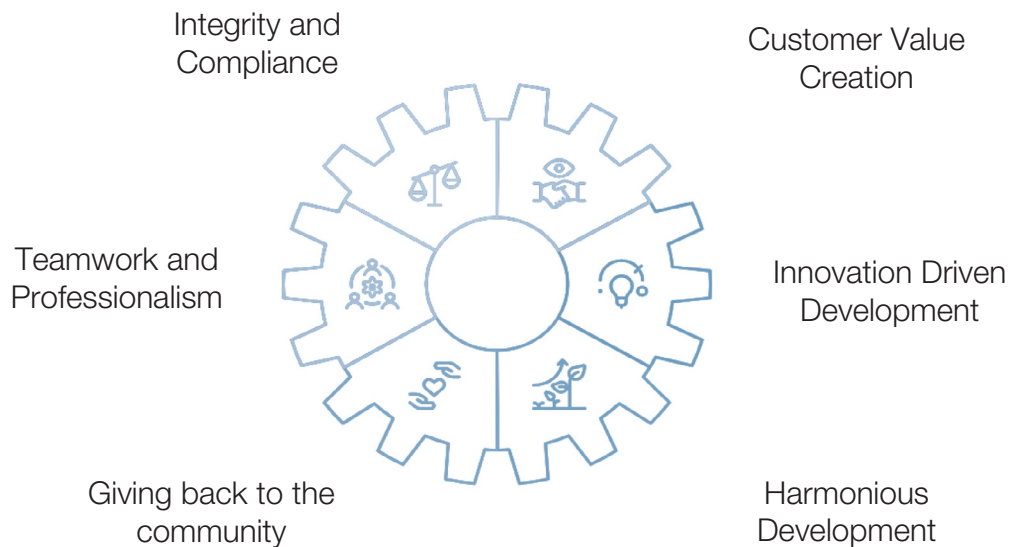 Integrity and
Compliance
Customer Value
Creation
Teamwork and
Professionalism
Innovation Driven
Development
Giving back to the
community
Harmonious
Development